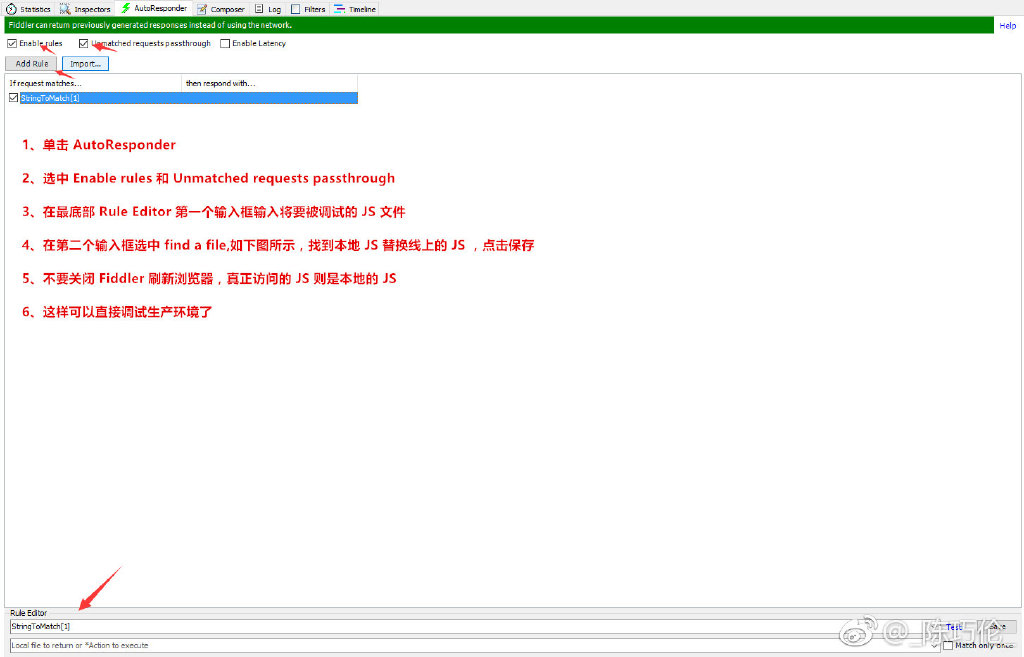 Statistics Inspectors AutoResponder Composer Log Filters Timeline
Fiddler can return previously generated responses instead of using the network. Help
Enable rules Unmatched requests passthrough Enable Latency
Add Rule Import...
If request matches... then respond with...
StringToMatch[1]
1、单击 AutoResponder
2、选中 Enable rules 和 Unmatched requests passthrough
3、在最底部 Rule Editor 第一个输入框输入将要被调试的 JS 文件
4、在第二个输入框选中 find a file,如下图所示，找到本地 JS 替换线上的 JS ，点击保存
5、不要关闭 Fiddler 刷新浏览器，真正访问的 JS 则是本地的 JS
6、这样可以直接调试生产环境了
Rule Editor
StringToMatch[1] Test... Save
Local file to return or *Action to execute Match only once
@_陈巧伦_